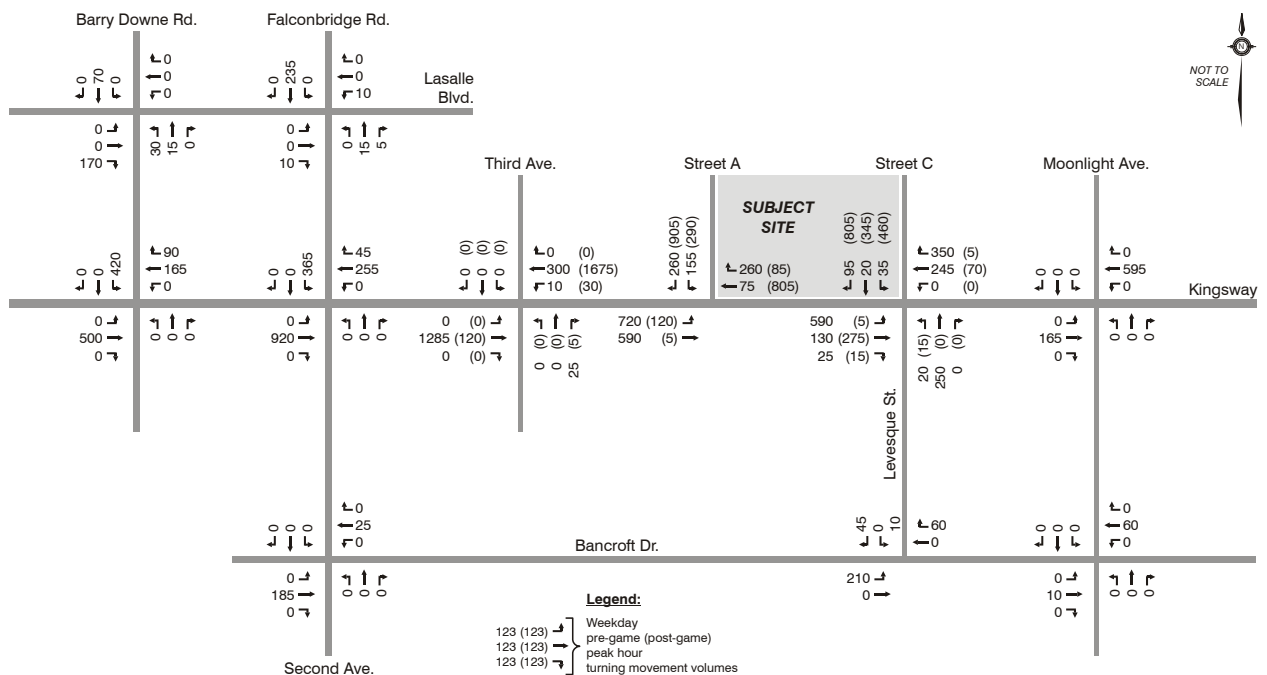 Barry Downe Rd.
Falconbridge Rd.
N
NOT TO
SCALE
0 70 0
0
0
0
0 235 0
0
0
10
Lasalle
Blvd.
0
0
170
30 15 0
0
0
10
0 15 5
Third Ave.
Street A
Street C
Moonlight Ave.
SUBJECT
SITE
0 0 420
90
165
0
0 0 365
45
255
0
(0) (0) (0)
0 0 0
0 (0)
300 (1675)
10 (30)
260 (905)
155 (290)
260 (85)
75 (805)
95 (805)
20 (345)
35 (460)
350 (5)
245 (70)
0 (0)
0 0 0
0
595
0
Kingsway
0
500
0
0 0 0
0
920
0
0 0 0
0 (0)
1285 (120)
0 (0)
0 (0)
0 (0)
25 (5)
720 (120)
590 (5)
590 (5)
130 (275)
25 (15)
20 (15)
250 (0)
0 (0)
0
165
0
0 0 0
Levesque St.
0 0 0
0
25
0
Bancroft Dr.
45 0 10
60
0
0 0 0
0
60
0
0
185
0
0 0 0
210
0
0
10
0
0 0 0
Legend:
123 (123)
123 (123)
123 (123)
Weekday
pre-game (post-game)
peak hour
turning movement volumes
Second Ave.